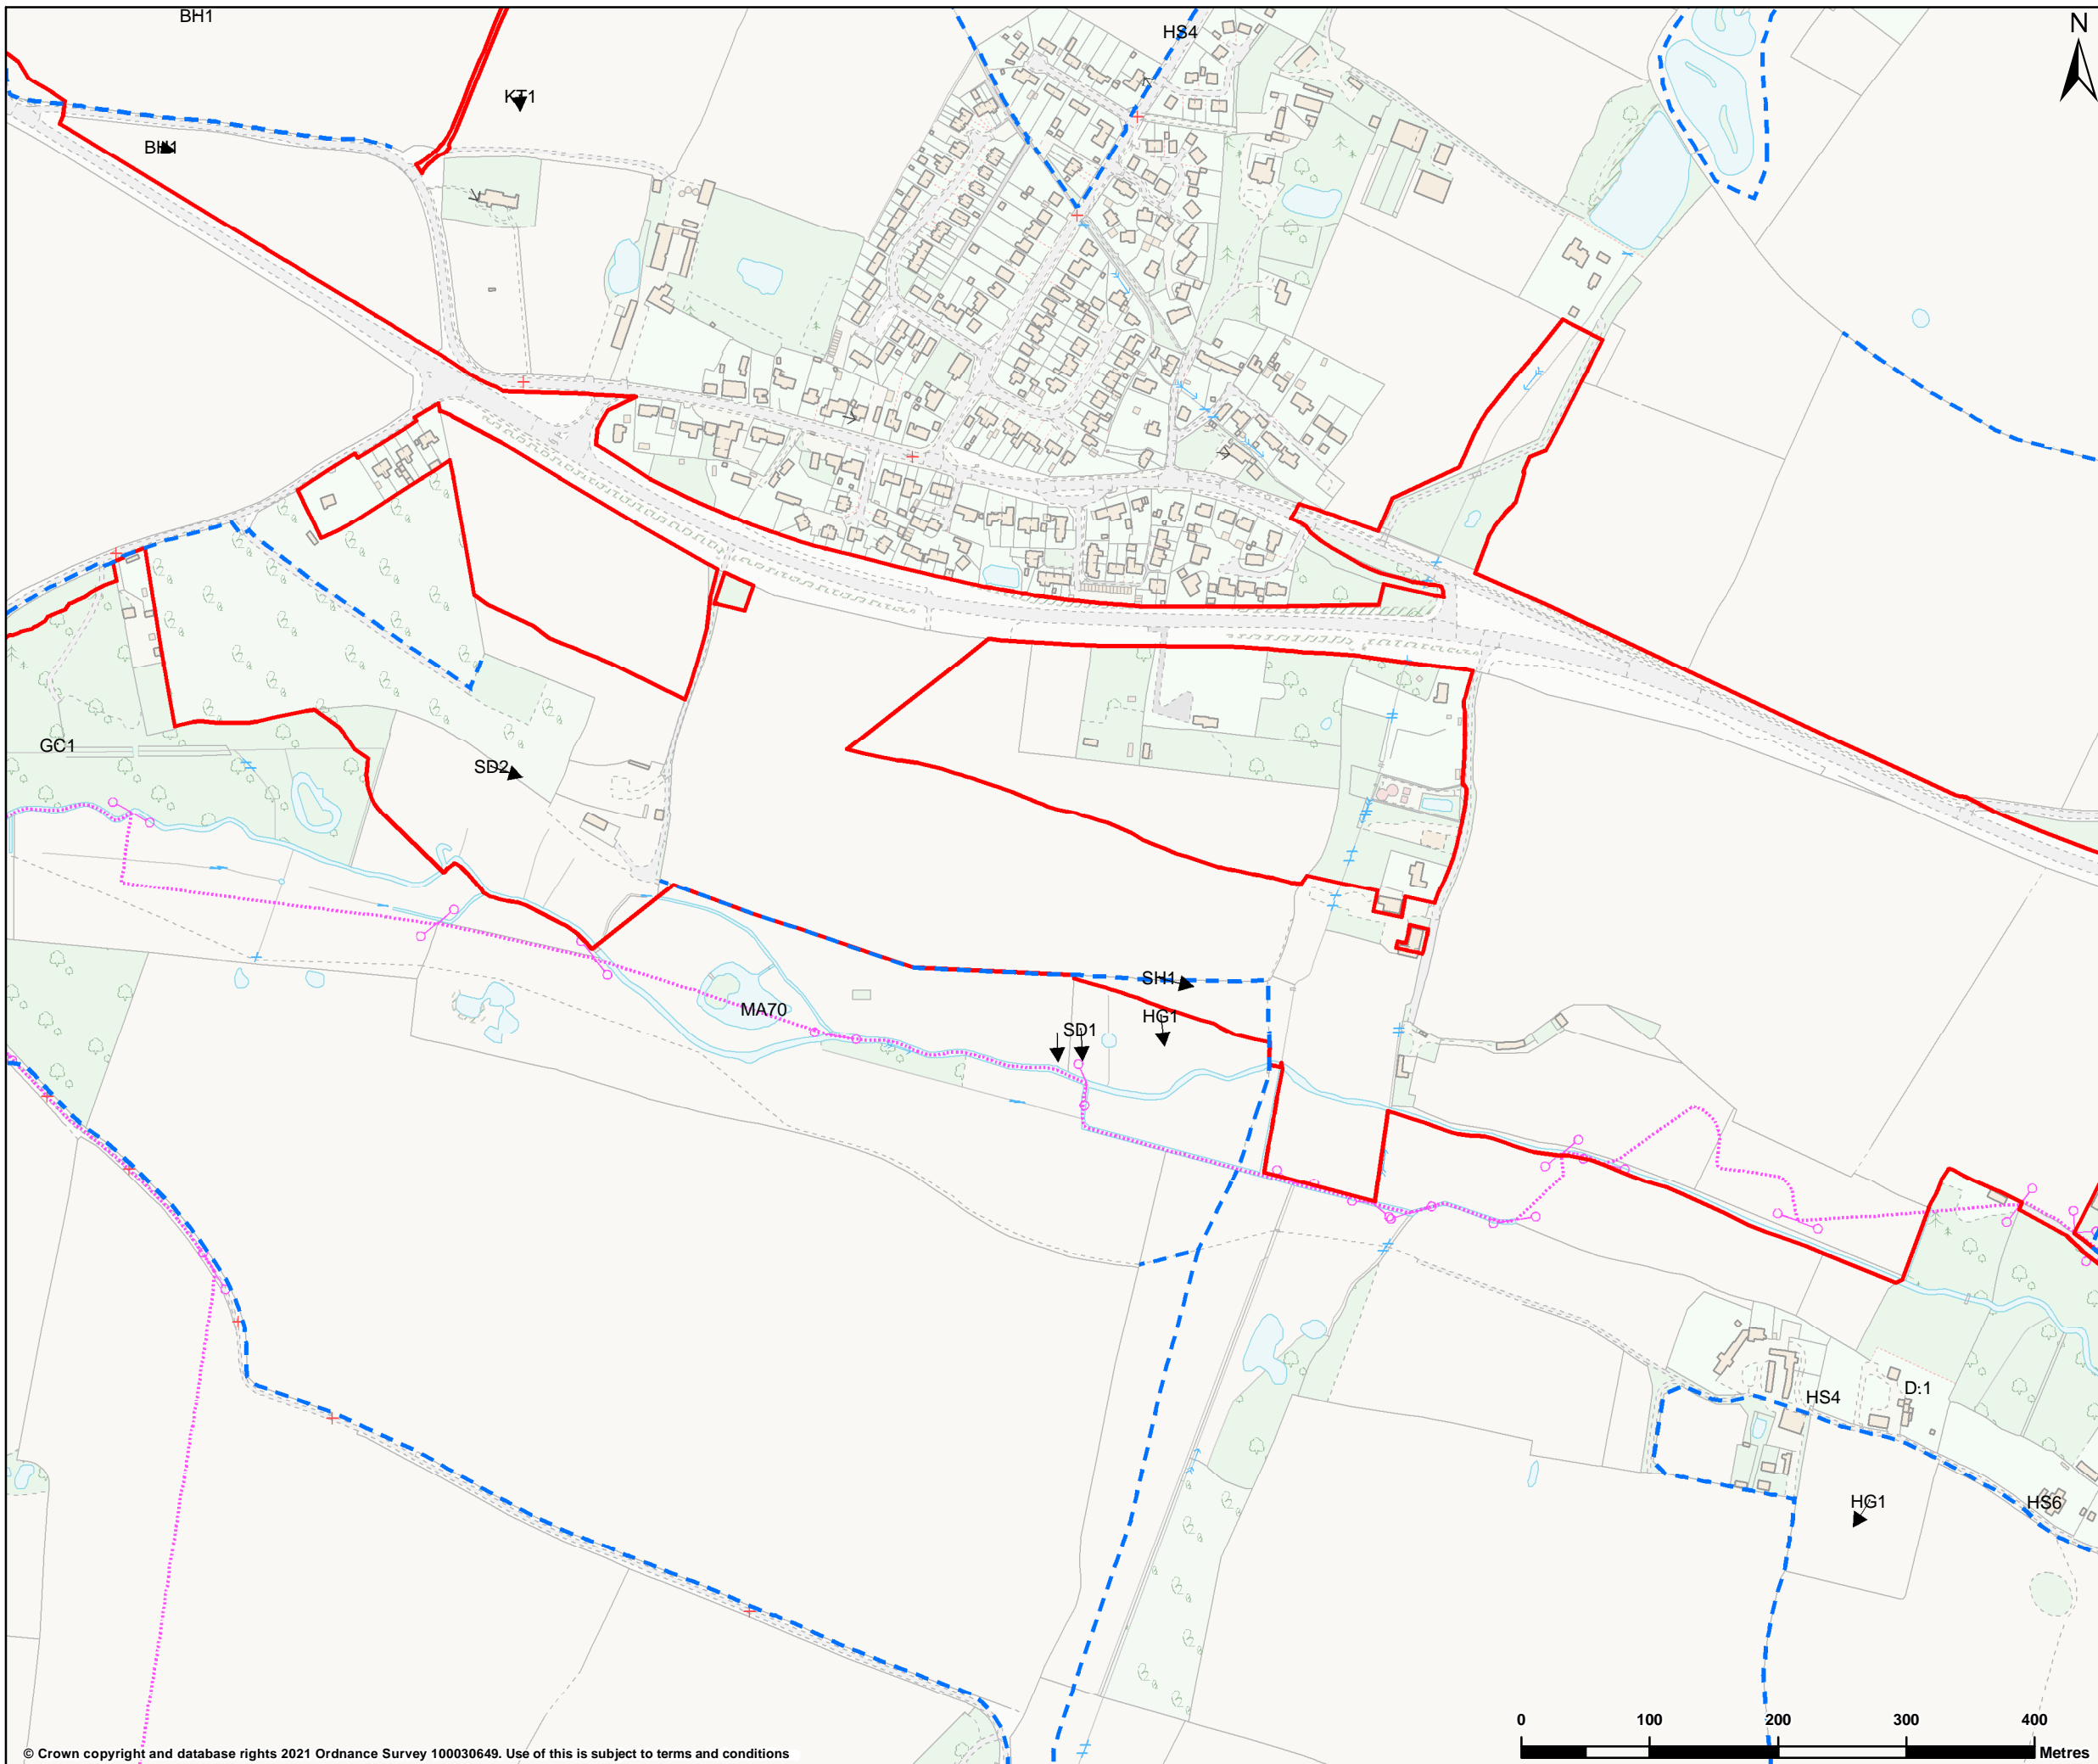 BH1
HS4
N
KT1
BH1
GC1
SD2
SH1
MA70
HG1
SD1
HS4
D:1
HG1
HS6
0 100 200 300 400
Metres
© Crown copyright and database rights 2021 Ordnance Survey 100030649. Use of this is subject to terms and conditions